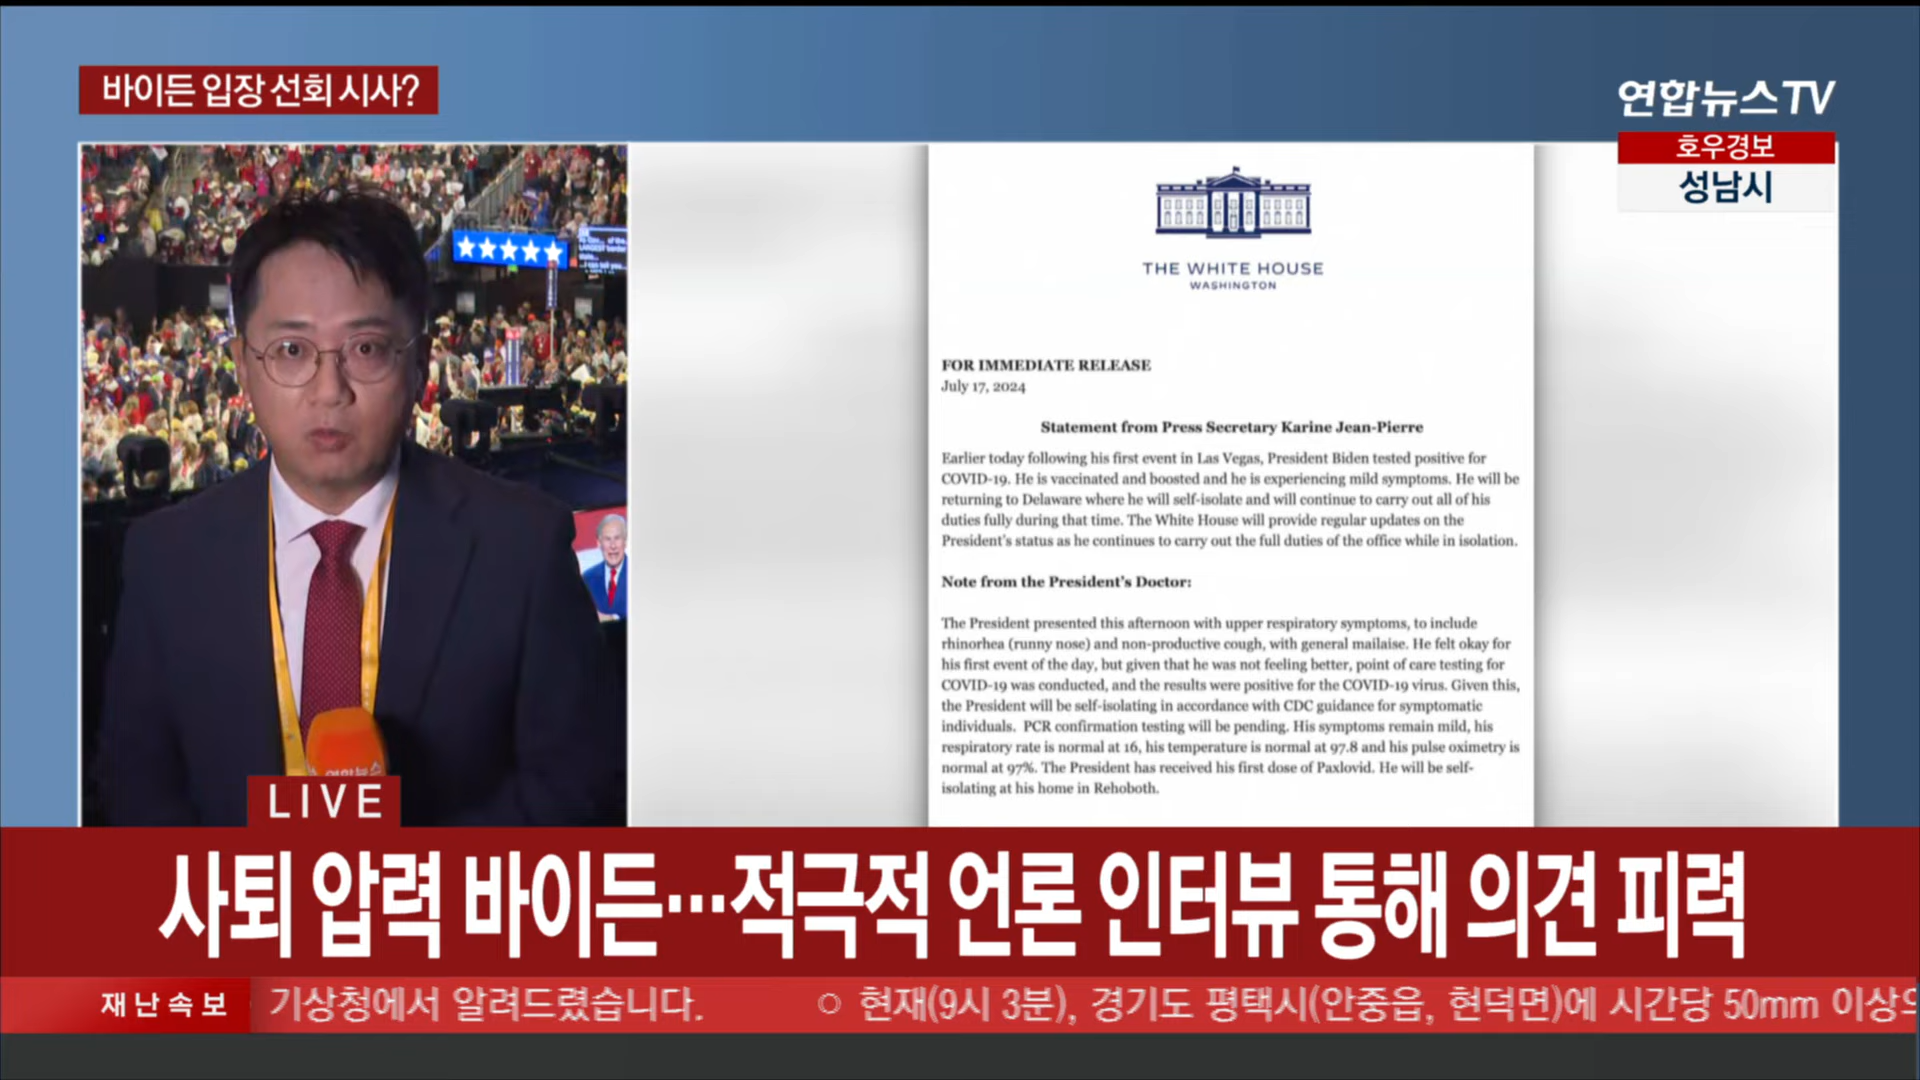 바이든 입장 선회 시사?
연합뉴스TV
호우경보
성남시
THE WHITE HOUSE
WASHINGTON
FOR IMMEDIATE RELEASE
July 17, 2024
Statement from Press Secretary Karine Jean-Pierre
Earlier today following his first event in Las Vegas, President Biden tested positive for
COVID-19. He is vaccinated and boosted and he is experiencing mild symptoms. He will be
returning to Delaware where he will self-isolate and will continue to carry out all of his
duties fully during that time. The White House will provide regular updates on the
President's status as he continues to carry out the full duties of the office while in isolation.
Note from the President's Doctor:
The President presented this afternoon with upper respiratory symptoms, to include
rhinorhea (runny nose) and non-productive cough, with general mailaise. He felt okay for
his first event of the day, but given that he was not feeling better, point of care testing for
COVID-19 was conducted, and the results were positive for the COVID-19 virus. Given this,
the President will be self-isolating in accordance with CDC guidance for symptomatic
individuals.  PCR confirmation testing will be pending. His symptoms remain mild, his
respiratory rate is normal at 16, his temperature is normal at 97.8 and his pulse oximetry is
normal at 97%. The President has received his first dose of Paxlovid. He will be self-
isolating at his home in Rehoboth.
연합뉴스
LIVE
사퇴 압력 바이든…적극적 언론 인터뷰 통해 의견 피력
재난속보 기상청에서 알려드렸습니다. ○ 현재(9시 3분), 경기도 평택시(안중읍, 현덕면)에 시간당 50mm 이상의